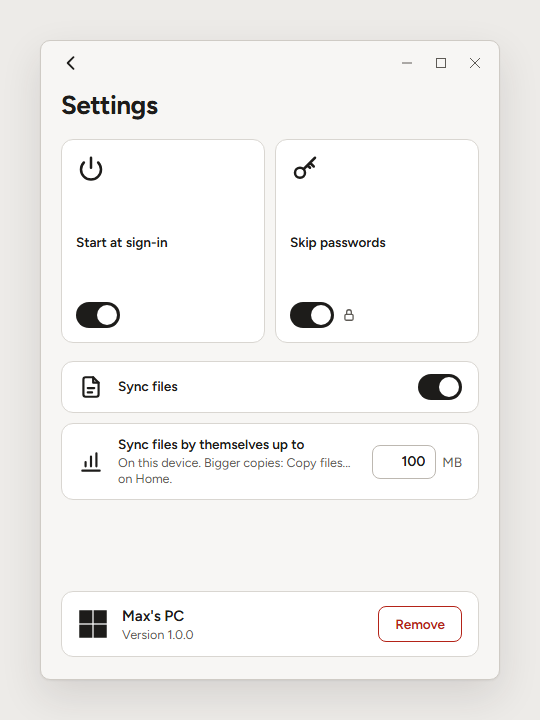 Settings
Start at sign-in
Skip passwords
Sync files
Sync files by themselves up to
On this device. Bigger copies: Copy files...
on Home.
100 MB
Max's PC
Version 1.0.0
Remove